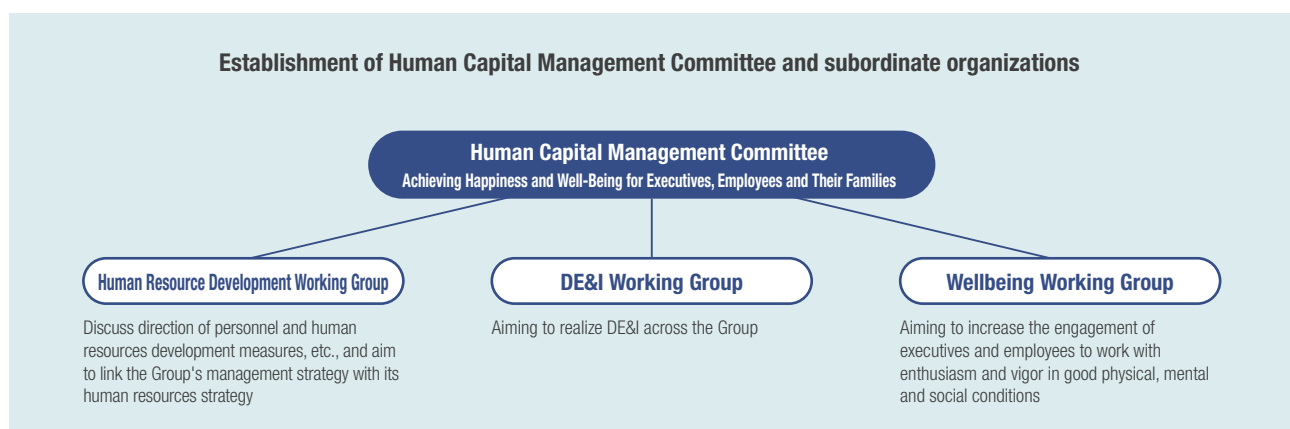 Establishment of Human Capital Management Committee and subordinate organizations
Human Capital Management Committee
Achieving Happiness and Well-Being for Executives, Employees and Their Families
Human Resource Development Working Group
Discuss direction of personnel and human
resources development measures, etc., and aim
to link the Group's management strategy with its
human resources strategy
DE&I Working Group
Aiming to realize DE&I across the Group
Wellbeing Working Group
Aiming to increase the engagement of
executives and employees to work with
enthusiasm and vigor in good physical, mental
and social conditions